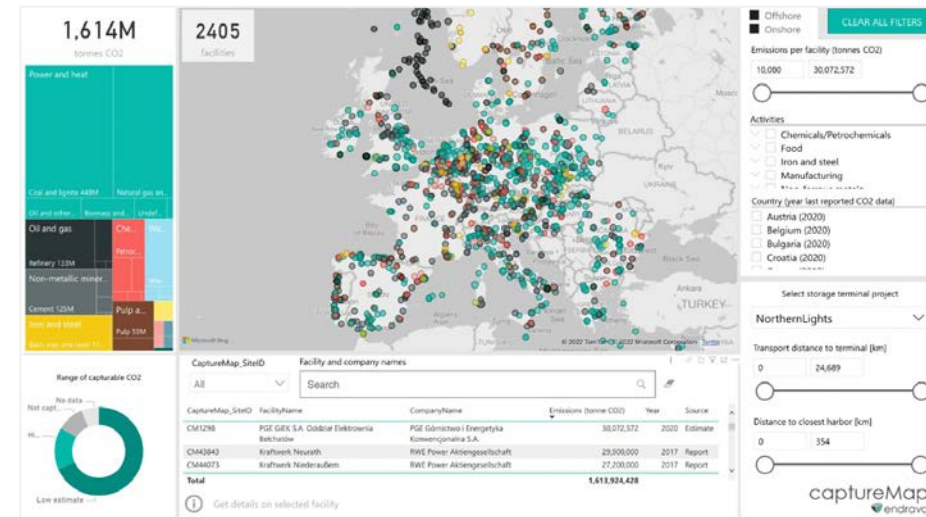 1,614M
tonnes CO2
2405
facilities
Power and heat
Coal and lignite 448M
Natural gas an...
Oil and other...
Biomass and...
Undef...
Oil and gas
Che...
Wa...
Petroc...
Refinery 133M
Non-metallic miner...
Cement 125M
Pulp a...
Pulp 59M
Iron and steel
Range of capturable CO2
No data
Not capt...
Hi...
Low estimate
BELARUS
Kyiv
UKRAINE
Black Sea
Ankara
TURKEY
LITHUANIA
Baltic Sea
Microsoft Bing
Offshore
Onshore
CLEAR ALL FILTERS
Emissions per facility (tonnes CO2)
10,000
30,072,572
Activities
Chemicals/Petrochemicals
Food
Iron and steel
Manufacturing
Country (year last reported CO2 data)
Austria (2020)
Belgium (2020)
Bulgaria (2020)
Croatia (2020)
Select storage terminal project
NorthernLights
Transport distance to terminal [km]
0
24,689
Distance to closest harbor [km]
0
354
captureMap
endrava
CaptureMap_SiteID
Facility and company names
All
Search
CaptureMap_SiteID FacilityName CompanyName Emissions (tonne CO2) Year Source
CM1298 PGE GiEK S.A. Oddział Elektrownia Bełchatów PGE Górnictwo i Energetyka Konwencjonalna S.A. 30,072,572 2020 Estimate
CM43843 Kraftwerk Neurath RWE Power Aktiengesellschaft 29,900,000 2017 Report
CM44073 Kraftwerk Niederaußem RWE Power Aktiengesellschaft 27,200,000 2017 Report
Total 1,613,924,428
Get details on selected facility